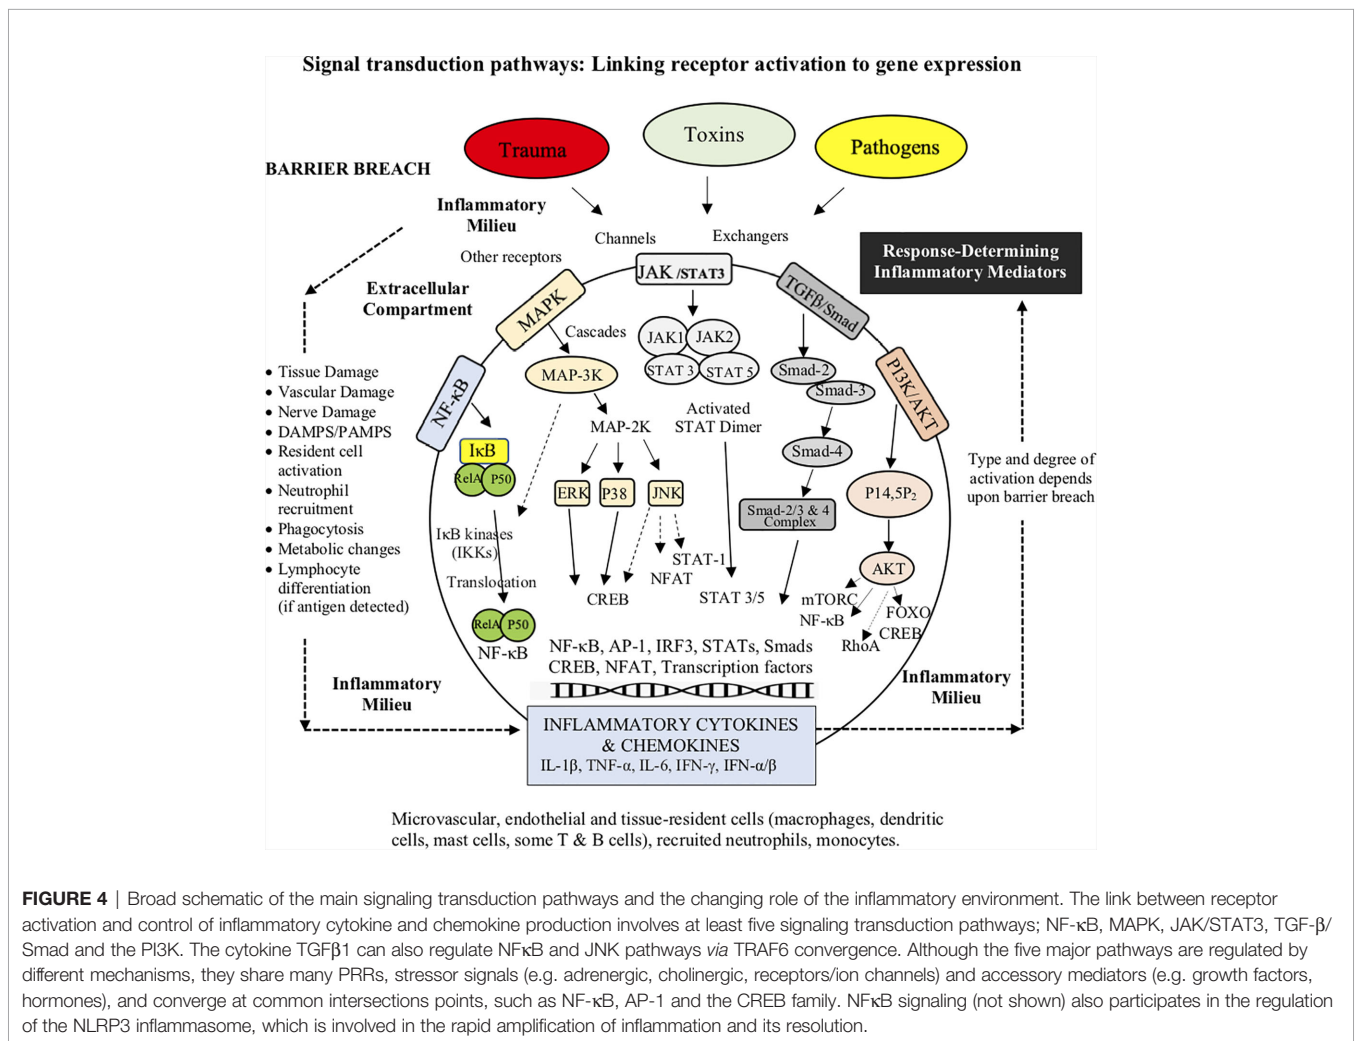 Signal transduction pathways: Linking receptor activation to gene expression
Trauma
Toxins
Pathogens
BARRIER BREACH
Inflammatory
Milieu
Channels
Exchangers
Other receptors
Response-Determining
Inflammatory Mediators
Extracellular
Compartment
JAK /STAT3
MAPK
TGFβ/Smad
NF-κB
PI3K/AKT
Cascades
MAP-3K
MAP-2K
ERK
P38
JNK
JAK1
JAK2
STAT 3
STAT 5
Activated
STAT Dimer
Smad-2
Smad-3
Smad-4
Smad-2/3 & 4
Complex
P14,5P₂
AKT
• Tissue Damage
• Vascular Damage
• Nerve Damage
• DAMPS/PAMPS
• Resident cell
activation
• Neutrophil
recruitment
• Phagocytosis
• Metabolic changes
• Lymphocyte
differentiation
(if antigen detected)
IκB
RelA
P50
IκB kinases
(IKKs)
Translocation
RelA
P50
NF-κB
CREB
STAT-1
NFAT
STAT 3/5
mTORC
NF-κB
RhoA
FOXO
CREB
Type and degree of
activation depends
upon barrier breach
NF-κB, AP-1, IRF3, STATs, Smads
CREB, NFAT, Transcription factors
Inflammatory
Milieu
Inflammatory
Milieu
INFLAMMATORY CYTOKINES
& CHEMOKINES
IL-1β, TNF-α, IL-6, IFN-γ, IFN-α/β
Microvascular, endothelial and tissue-resident cells (macrophages, dendritic
cells, mast cells, some T & B cells), recruited neutrophils, monocytes.
FIGURE 4 | Broad schematic of the main signaling transduction pathways and the changing role of the inflammatory environment. The link between receptor
activation and control of inflammatory cytokine and chemokine production involves at least five signaling transduction pathways; NF-κB, MAPK, JAK/STAT3, TGF-β/
Smad and the PI3K. The cytokine TGFβ1 can also regulate NFκB and JNK pathways via TRAF6 convergence. Although the five major pathways are regulated by
different mechanisms, they share many PRRs, stressor signals (e.g. adrenergic, cholinergic, receptors/ion channels) and accessory mediators (e.g. growth factors,
hormones), and converge at common intersections points, such as NF-κB, AP-1 and the CREB family. NFκB signaling (not shown) also participates in the regulation
of the NLRP3 inflammasome, which is involved in the rapid amplification of inflammation and its resolution.